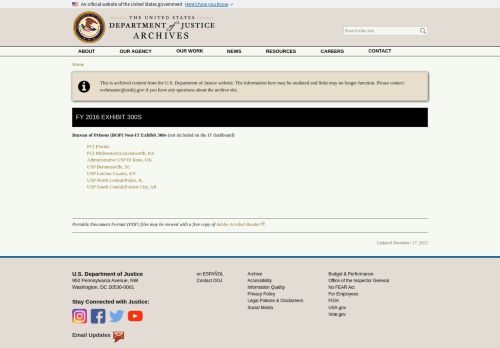 An official website of the United States government
Here's how you know
THE UNITED STATES
DEPARTMENT of JUSTICE
ARCHIVES
Search this site
ABOUT
OUR AGENCY
OUR WORK
NEWS
RESOURCES
CAREERS
CONTACT
Home
This is archived content from the U.S. Department of Justice website. The information here may be outdated and links may no longer function. Please contact
webmaster@usdoj.gov if you have any questions about the archive site.
FY 2016 EXHIBIT 300S
Bureau of Prisons (BOP) Non-IT Exhibit 300s (not included on the IT dashboard)
FCI Florida
FCI Midwestern/Leavenworth, KS
Administrative USP El Reno, OK
USP Bennettsville, SC
USP Letcher County, KY
USP North Central/Pekin, IL
USP South Central/Forrest City, AR
Portable Document Format (PDF) files may be viewed with a free copy of Adobe Acrobat Reader.
Updated November 17, 2022
U.S. Department of Justice
950 Pennsylvania Avenue, NW
Washington, DC 20530-0001
Stay Connected with Justice:
Email Updates
en ESPAÑOL
Contact DOJ
Archive
Accessibility
Information Quality
Privacy Policy
Legal Policies & Disclaimers
Social Media
Budget & Performance
Office of the Inspector General
No FEAR Act
For Employees
FOIA
USA.gov
Vote.gov